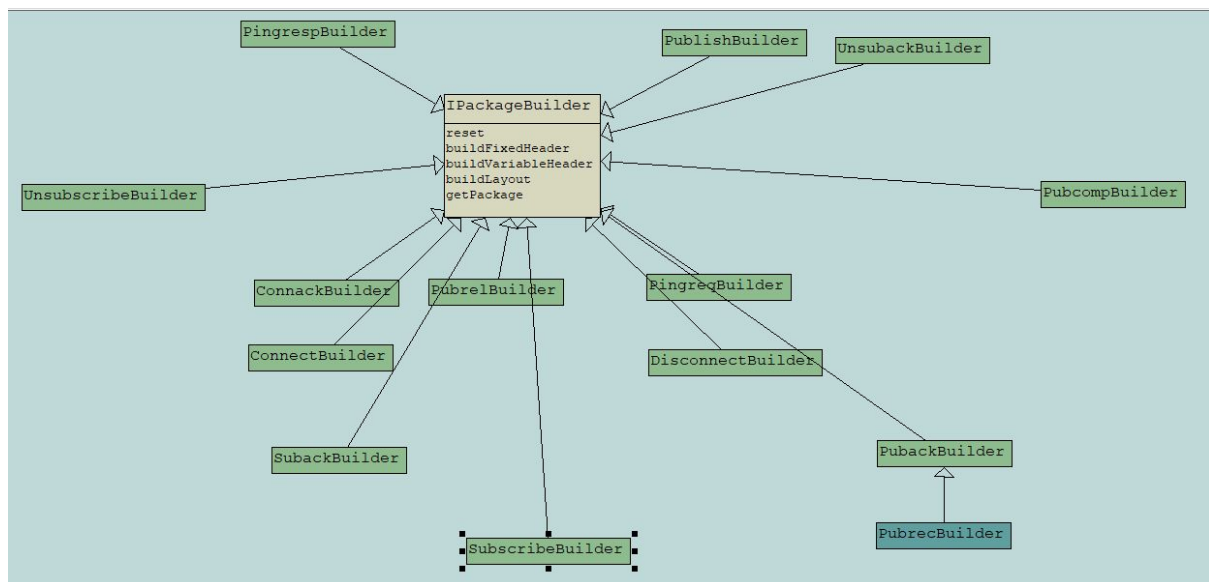 PingrespBuilder
PublishBuilder
UnsubackBuilder
IPackageBuilder
reset
buildFixedHeader
buildVariableHeader
buildLayout
getPackage
UnsubscribeBuilder
PubcompBuilder
ConnackBuilder
PubrelBuilder
PingreqBuilder
ConnectBuilder
DisconnectBuilder
SubackBuilder
PubackBuilder
PubrecBuilder
SubscribeBuilder